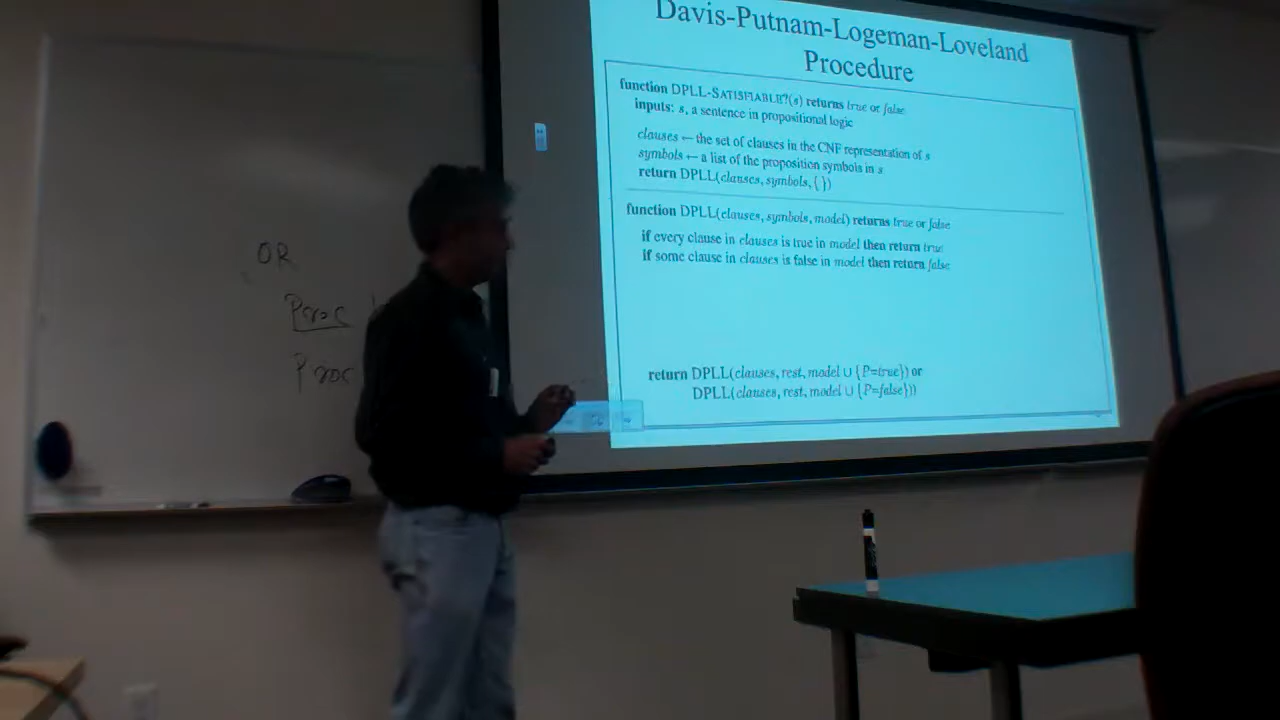 Davis-Putnam-Logeman-Loveland
Procedure
function DPLL-SATISFIABLE?(s) returns true or false
inputs: s, a sentence in propositional logic
clauses ← the set of clauses in the CNF representation of s
symbols ← a list of the proposition symbols in s
return DPLL(clauses, symbols, { })
function DPLL(clauses, symbols, model) returns true or false
if every clause in clauses is true in model then return true
if some clause in clauses is false in model then return false
return DPLL(clauses, rest, model ∪ {P=true}) or
DPLL(clauses, rest, model ∪ {P=false}))
OR
Proc
Proc